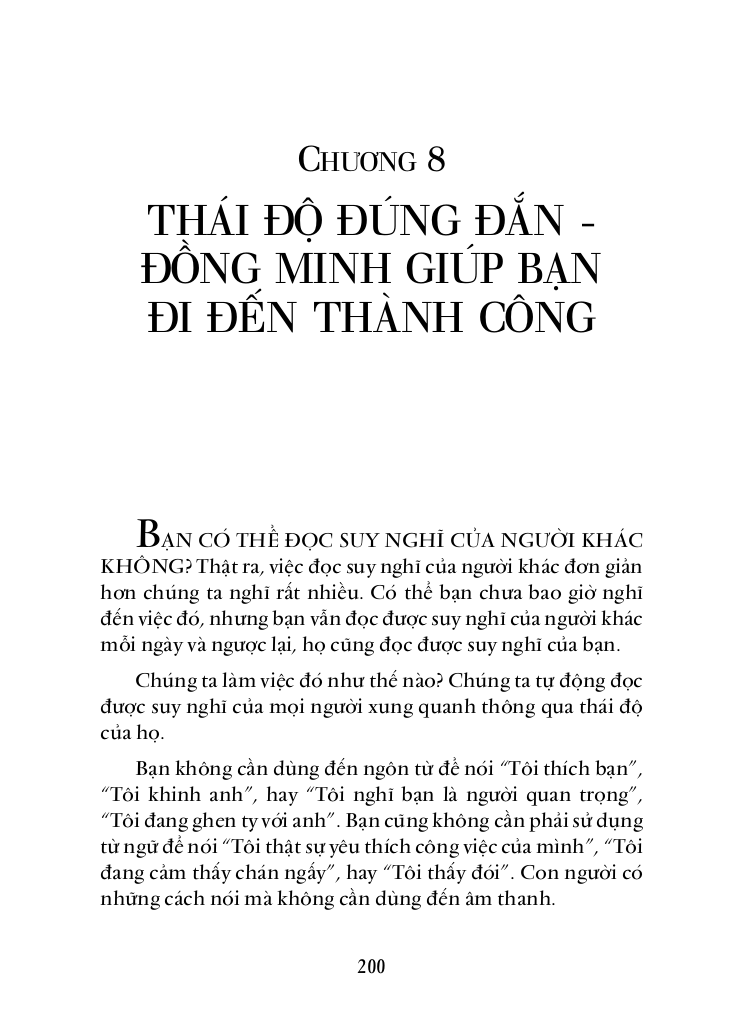 CHƯƠNG 8
THÁI ĐỘ ĐÚNG ĐẮN -
ĐỒNG MINH GIÚP BẠN
ĐI ĐẾN THÀNH CÔNG
BẠN CÓ THỂ ĐỌC SUY NGHĨ CỦA NGƯỜI KHÁC
KHÔNG? Thật ra, việc đọc suy nghĩ của người khác đơn giản
hơn chúng ta nghĩ rất nhiều. Có thể bạn chưa bao giờ nghĩ
đến việc đó, nhưng bạn vẫn đọc được suy nghĩ của người khác
mỗi ngày và ngược lại, họ cũng đọc được suy nghĩ của bạn.
Chúng ta làm việc đó như thế nào? Chúng ta tự động đọc
được suy nghĩ của mọi người xung quanh thông qua thái độ
của họ.
Bạn không cần dùng đến ngôn từ để nói “Tôi thích bạn”,
“Tôi khinh anh”, hay “Tôi nghĩ bạn là người quan trọng”,
“Tôi đang ghen tỵ với anh”. Bạn cũng không cần phải sử dụng
từ ngữ để nói “Tôi thật sự yêu thích công việc của mình”, “Tôi
đang cảm thấy chán ngấy”, hay “Tôi thấy đói”. Con người có
những cách nói mà không cần dùng đến âm thanh.
200